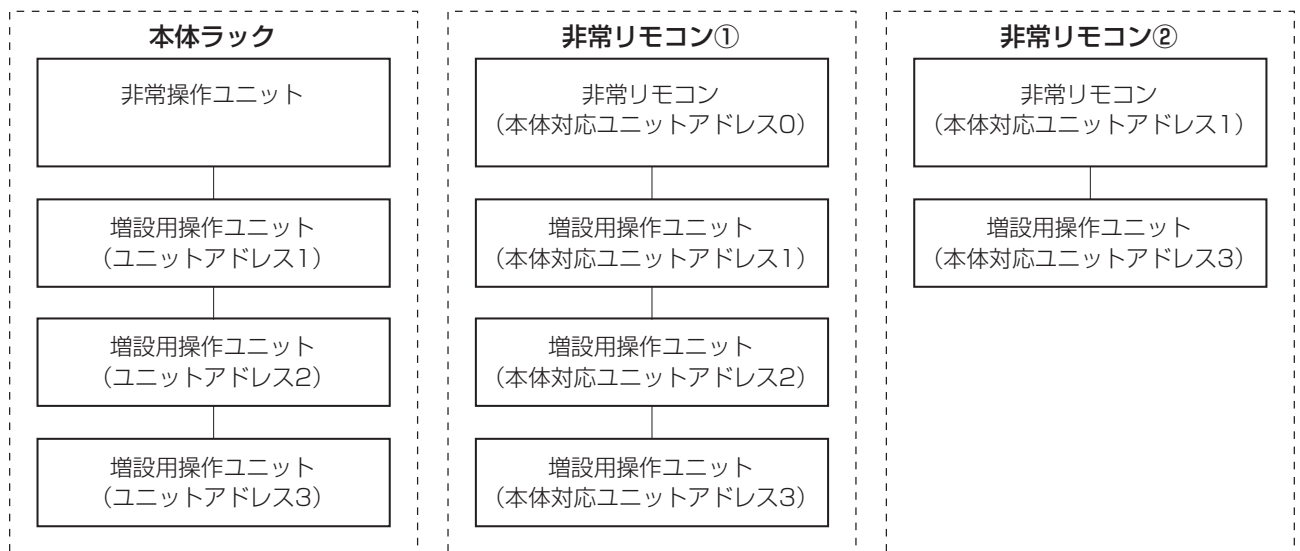 本体ラック
非常操作ユニット
増設用操作ユニット
（ユニットアドレス1）
増設用操作ユニット
（ユニットアドレス2）
増設用操作ユニット
（ユニットアドレス3）
非常リモコン①
非常リモコン
（本体対応ユニットアドレス0）
増設用操作ユニット
（本体対応ユニットアドレス1）
増設用操作ユニット
（本体対応ユニットアドレス2）
増設用操作ユニット
（本体対応ユニットアドレス3）
非常リモコン②
非常リモコン
（本体対応ユニットアドレス1）
増設用操作ユニット
（本体対応ユニットアドレス3）